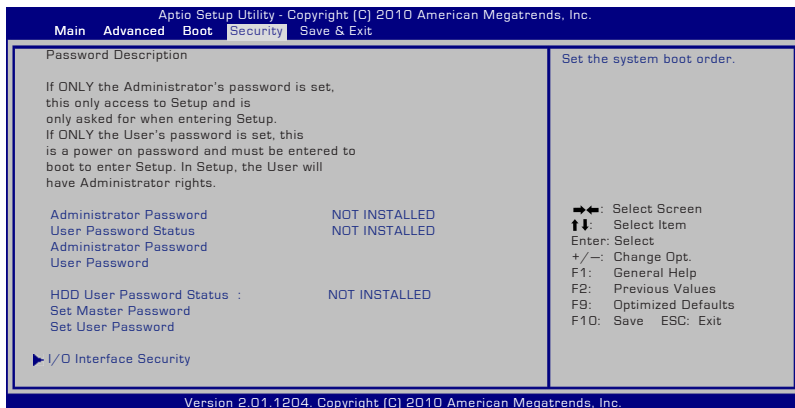 Aptio Setup Utility - Copyright (C) 2010 American Megatrends, Inc.
Main Advanced Boot Security Save & Exit
Password Description
If ONLY the Administrator's password is set,
this only access to Setup and is
only asked for when entering Setup.
If ONLY the User's password is set, this
is a power on password and must be entered to
boot to enter Setup. In Setup, the User will
have Administrator rights.
Administrator Password NOT INSTALLED
User Password Status NOT INSTALLED
Administrator Password
User Password
HDD User Password Status : NOT INSTALLED
Set Master Password
Set User Password
I/O Interface Security
Set the system boot order.
→←: Select Screen
↑↓: Select Item
Enter: Select
+/—: Change Opt.
F1: General Help
F2: Previous Values
F9: Optimized Defaults
F10: Save ESC: Exit
Version 2.01.1204. Copyright (C) 2010 American Megatrends, Inc.